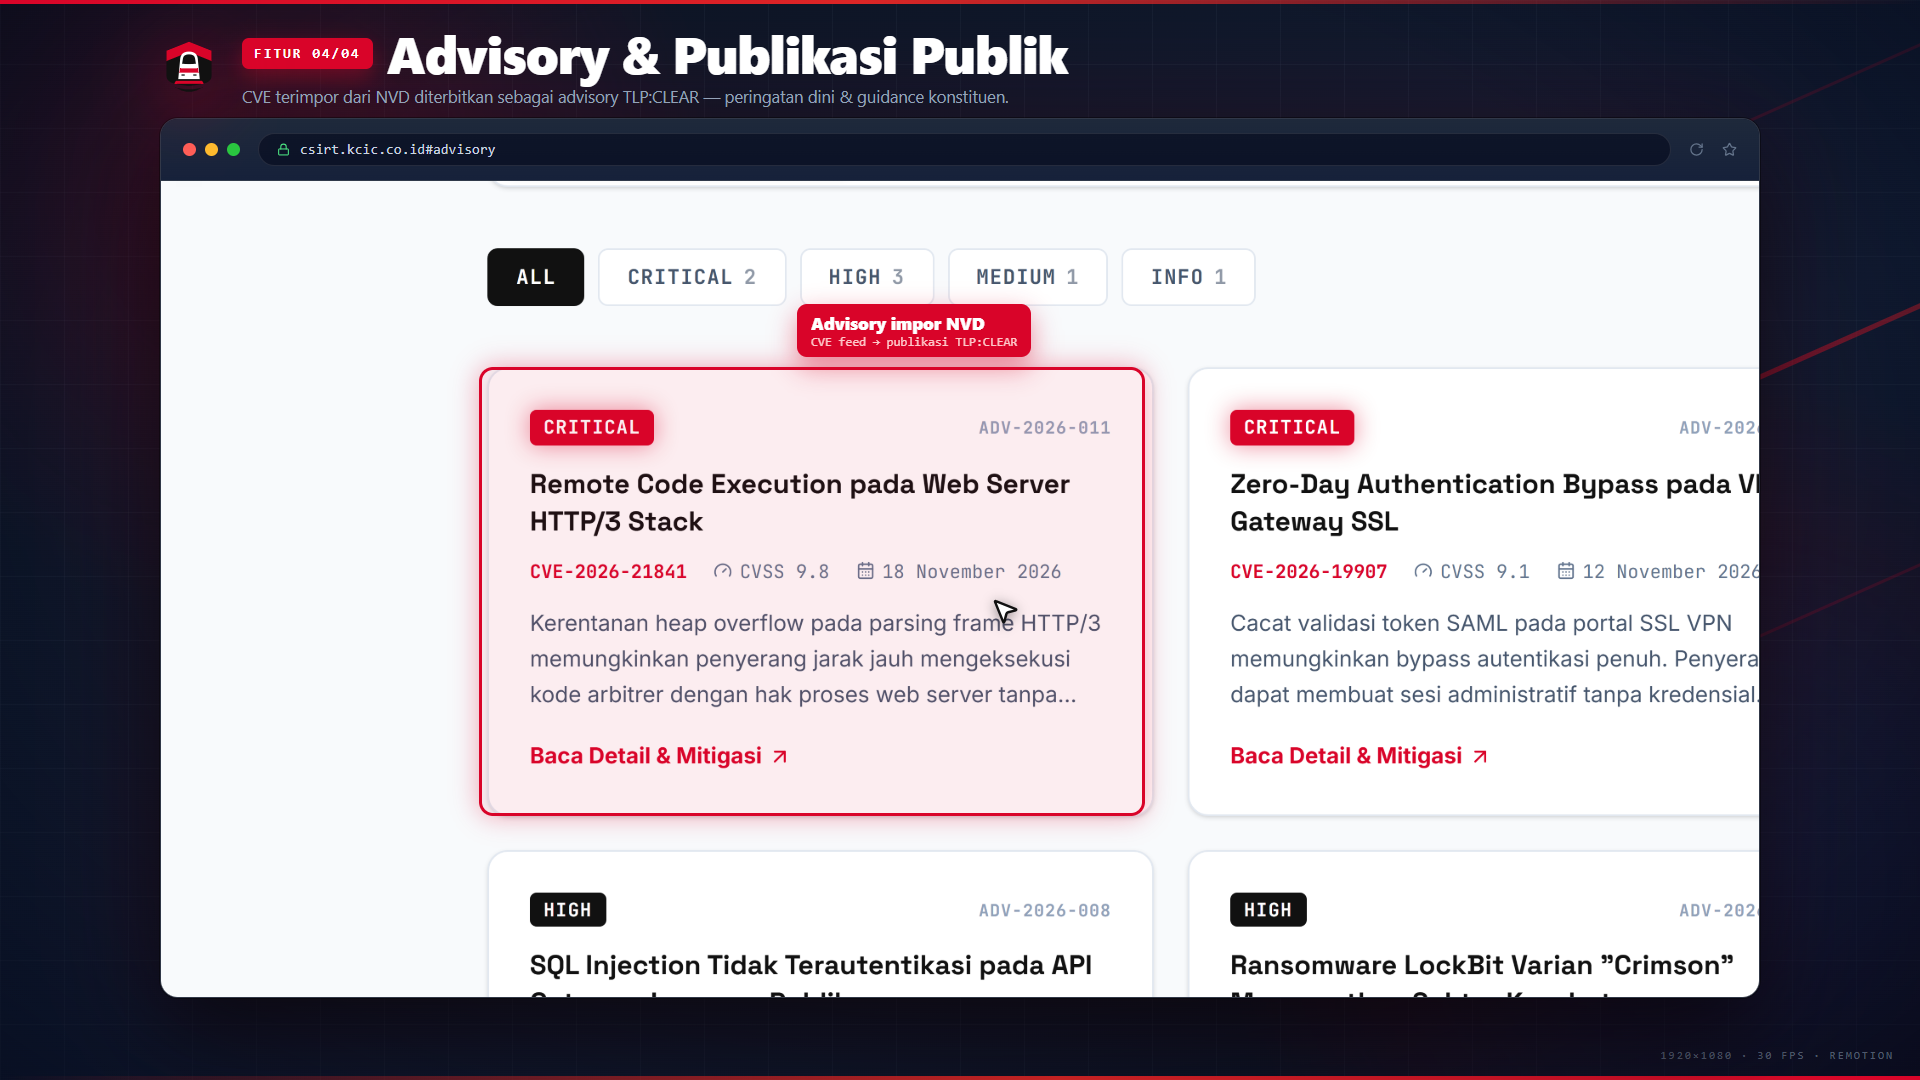 FITUR 04/04
Advisory & Publikasi Publik
CVE terimpor dari NVD diterbitkan sebagai advisory TLP:CLEAR — peringatan dini & guidance konstituen.
csirt.kcic.co.id#advisory
ALL
CRITICAL 2
HIGH 3
MEDIUM 1
INFO 1
Advisory impor NVD
CVE feed → publikasi TLP:CLEAR
CRITICAL
ADV-2026-011
Remote Code Execution pada Web Server
HTTP/3 Stack
CVE-2026-21841 CVSS 9.8 18 November 2026
Kerentanan heap overflow pada parsing frame HTTP/3
memungkinkan penyerang jarak jauh mengeksekusi
kode arbitrer dengan hak proses web server tanpa...
Baca Detail & Mitigasi
CRITICAL
ADV-202
Zero-Day Authentication Bypass pada
Gateway SSL
CVE-2026-19907 CVSS 9.1 12 November 2026
Cacat validasi token SAML pada portal SSL VPN
memungkinkan bypass autentikasi penuh. Penyera
dapat membuat sesi administratif tanpa kredensial.
Baca Detail & Mitigasi
HIGH
ADV-2026-008
SQL Injection Tidak Terautentikasi pada API
HIGH
ADV-202
Ransomware LockBit Varian ”Crimson”
1920×1080 · 30 FPS · REMOTION